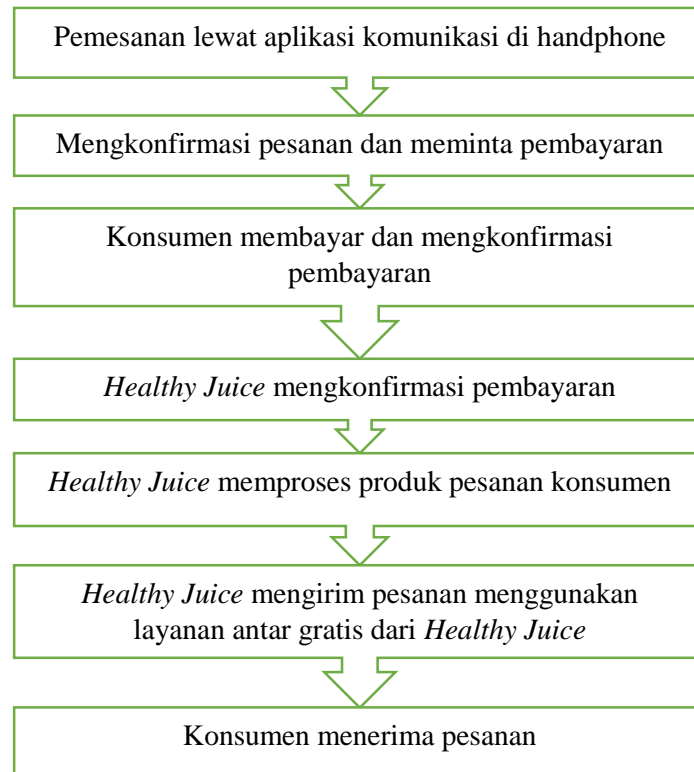 Pemesanan lewat aplikasi komunikasi di handphone
Mengkonfirmasi pesanan dan meminta pembayaran
Konsumen membayar dan mengkonfirmasi
pembayaran
Healthy Juice mengkonfirmasi pembayaran
Healthy Juice memproses produk pesanan konsumen
Healthy Juice mengirim pesanan menggunakan
layanan antar gratis dari Healthy Juice
Konsumen menerima pesanan